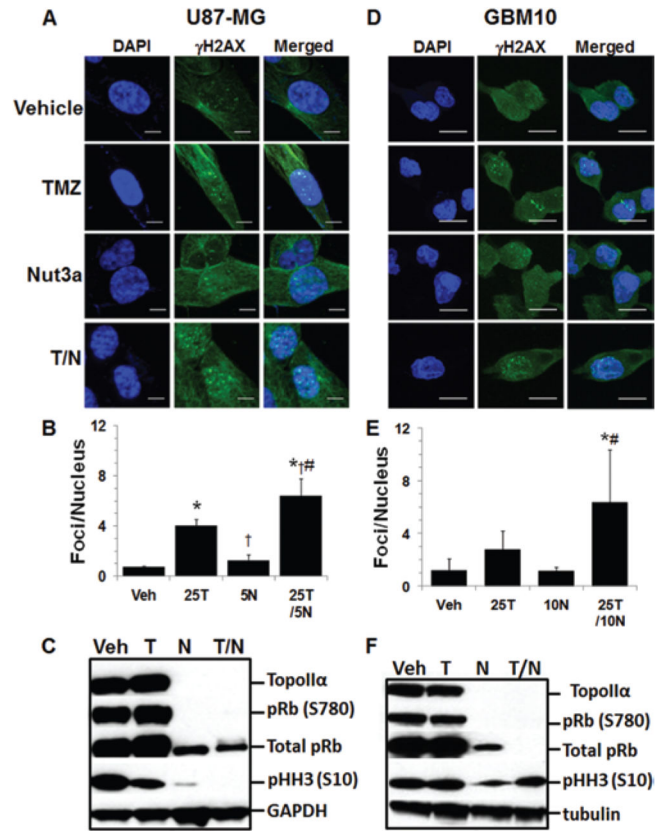 A U87-MG
DAPI γH2AX Merged
Vehicle
TMZ
Nut3a
T/N
B
Foci/Nucleus
12
8
4
0
*
†
*†#
Veh 25T 5N 25T
/5N
C Veh T N T/N
TopoIIα
pRb (S780)
Total pRb
pHH3 (S10)
GAPDH
D GBM10
DAPI γH2AX Merged
E
Foci/Nucleus
12
8
4
0
*#
Veh 25T 10N 25T
/10N
F Veh T N T/N
TopoIIα
pRb (S780)
Total pRb
pHH3 (S10)
tubulin